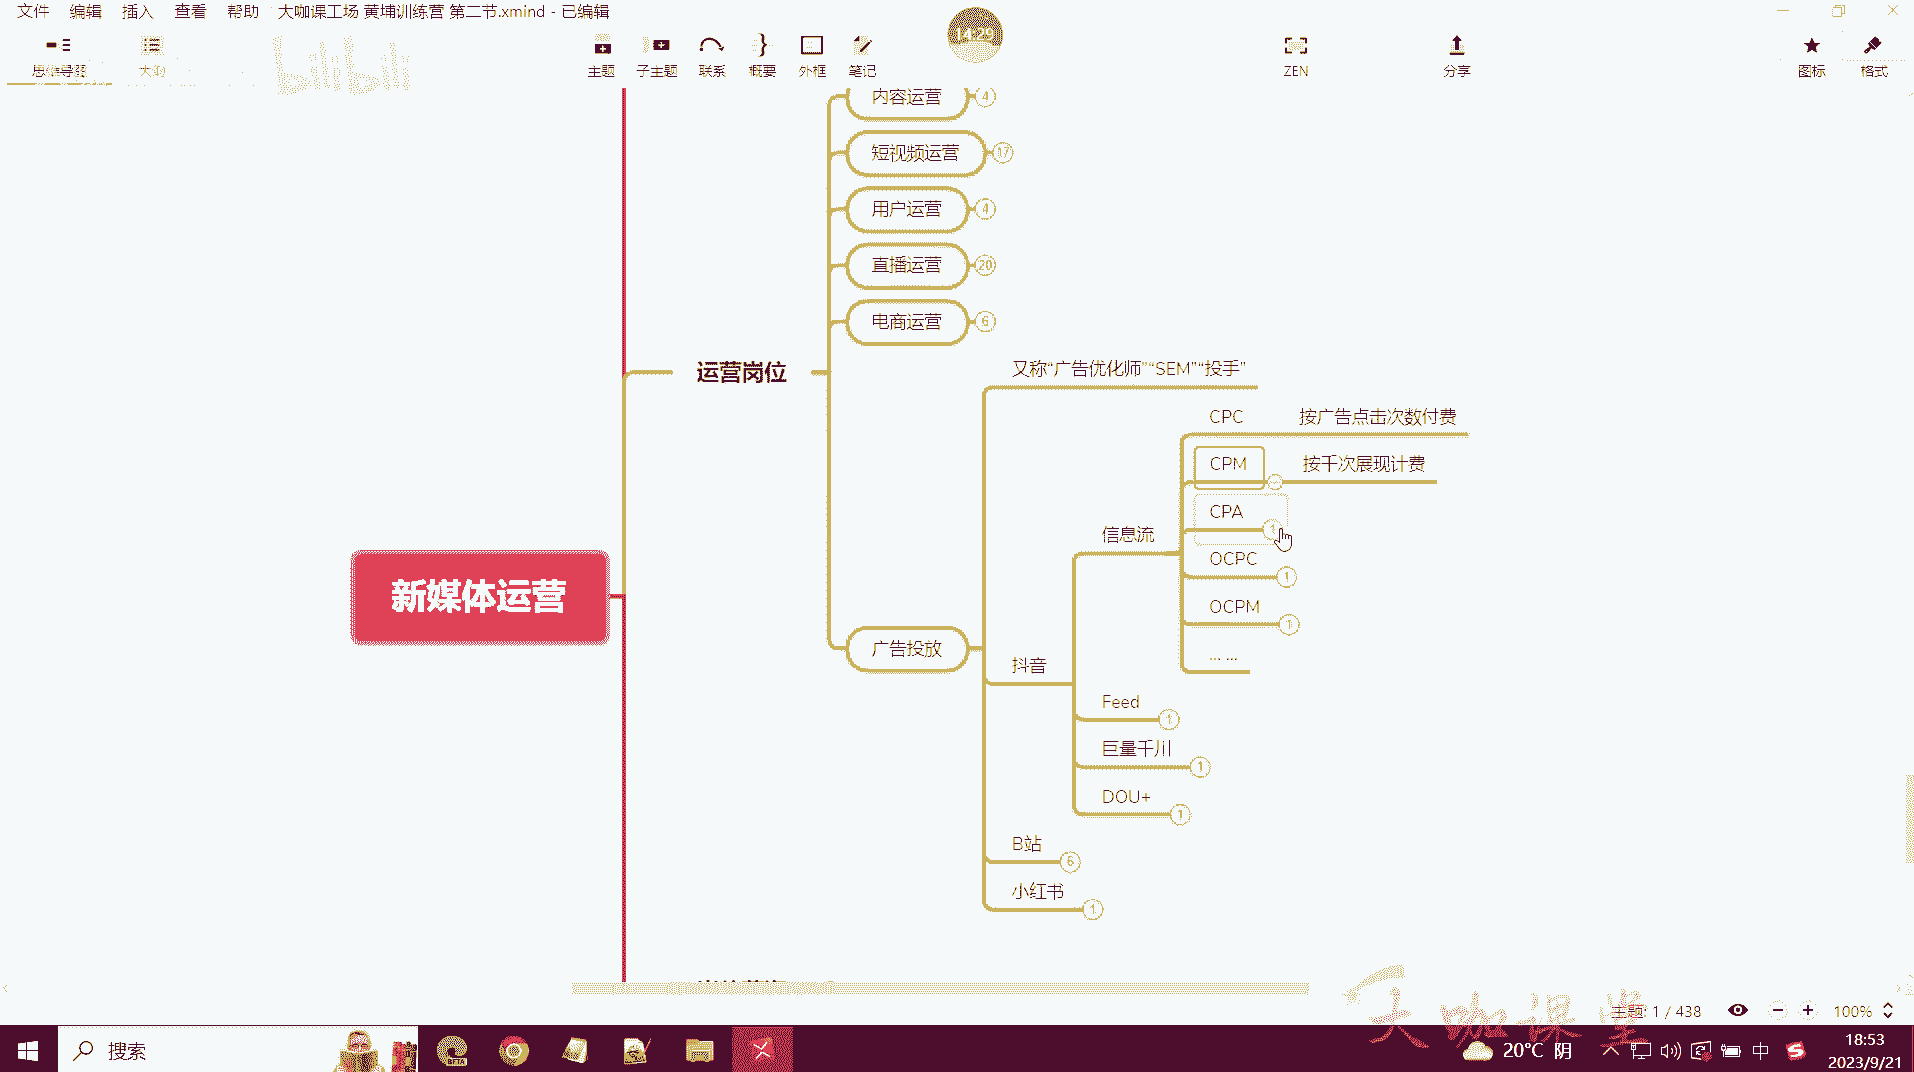 文件 编辑 插入 查看 帮助 大咖课工场 黄埔训练营 第二节.xmind - 已编辑
14:29
思维导图 大纲 主题 子主题 联系 概要 外框 笔记 ZEN 分享 图标 格式
bilibili
内容运营 4
短视频运营 17
用户运营 4
直播运营 20
电商运营 6
运营岗位
又称“广告优化师”“SEM”“投手”
CPC 按广告点击次数付费
CPM 按千次展现计费
CPA 1
信息流
OCPC 1
OCPM 1
... ...
新媒体运营
广告投放
抖音
Feed 1
巨量千川 1
DOU+ 1
B站 6
小红书 1
大咖课堂
主题: 1 / 438 100%
搜索
BETA
20°C 阴
中
18:53
2023/9/21